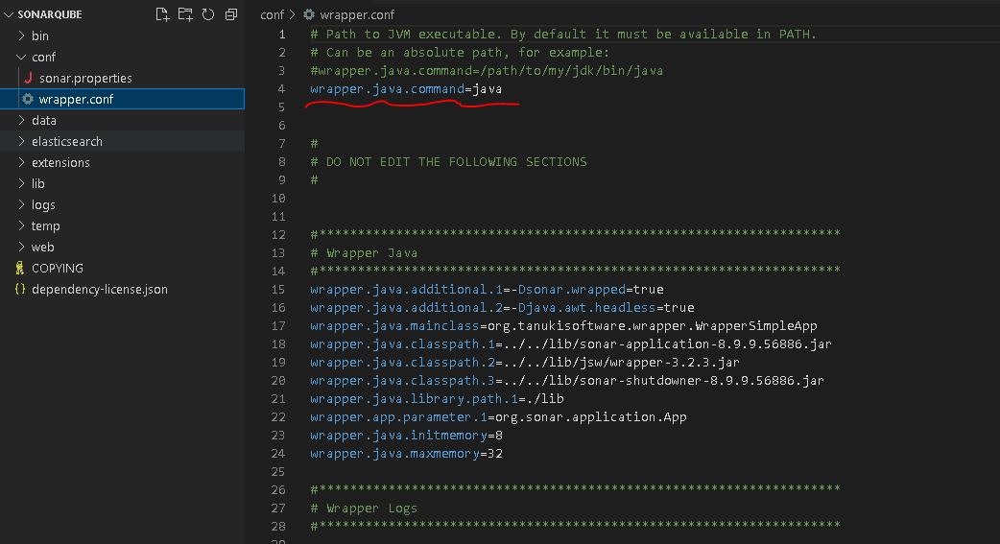 SONARQUBE
bin
conf
sonar.properties
wrapper.conf
data
elasticsearch
extensions
lib
logs
temp
web
COPYING
{} dependency-license.json
conf > wrapper.conf
1 # Path to JVM executable. By default it must be available in PATH.
2 # Can be an absolute path, for example:
3 #wrapper.java.command=/path/to/my/jdk/bin/java
4 wrapper.java.command=java
5
6
7 #
8 # DO NOT EDIT THE FOLLOWING SECTIONS
9 #
10
11
12 #********************************************************************
13 # Wrapper Java
14 #********************************************************************
15 wrapper.java.additional.1=-Dsonar.wrapped=true
16 wrapper.java.additional.2=-Djava.awt.headless=true
17 wrapper.java.mainclass=org.tanukisoftware.wrapper.WrapperSimpleApp
18 wrapper.java.classpath.1=../../lib/sonar-application-8.9.9.56886.jar
19 wrapper.java.classpath.2=../../lib/jsw/wrapper-3.2.3.jar
20 wrapper.java.classpath.3=../../lib/sonar-shutdowner-8.9.9.56886.jar
21 wrapper.java.library.path.1=./lib
22 wrapper.app.parameter.1=org.sonar.application.App
23 wrapper.java.initmemory=8
24 wrapper.java.maxmemory=32
25
26 #********************************************************************
27 # Wrapper Logs
28 #********************************************************************